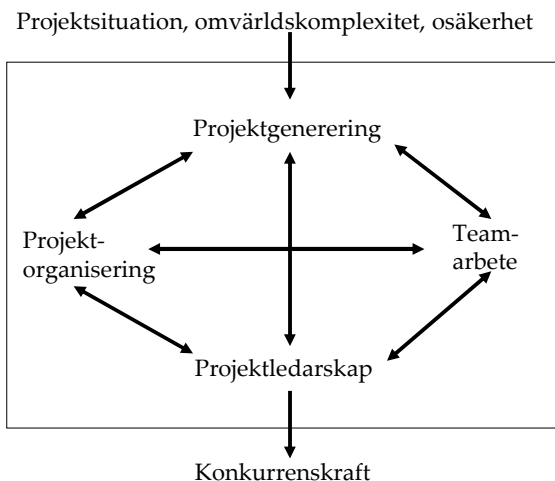 Projektsituation, omvärldskomplexitet, osäkerhet
Projektgenerering
Projekt-
organisering
Team-
arbete
Projektledarskap
Konkurrenskraft